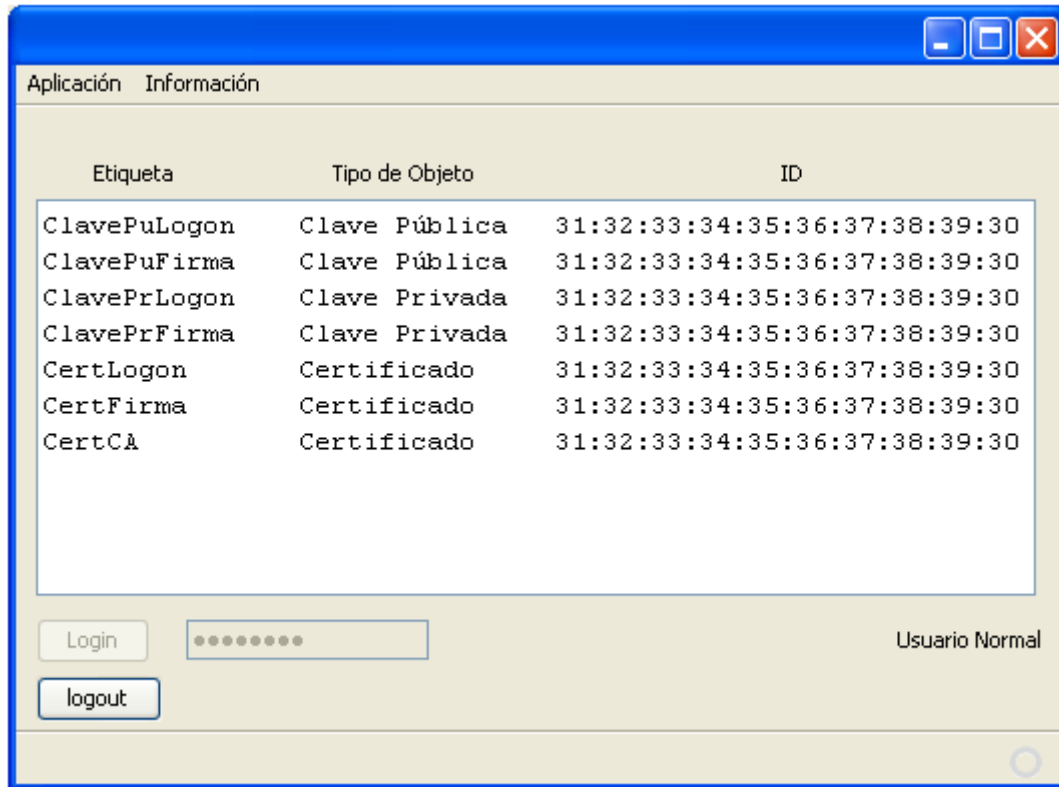 Aplicación Información
Etiqueta Tipo de Objeto ID
ClavePuLogon Clave Pública 31:32:33:34:35:36:37:38:39:30
ClavePuFirma Clave Pública 31:32:33:34:35:36:37:38:39:30
ClavePrLogon Clave Privada 31:32:33:34:35:36:37:38:39:30
ClavePrFirma Clave Privada 31:32:33:34:35:36:37:38:39:30
CertLogon Certificado 31:32:33:34:35:36:37:38:39:30
CertFirma Certificado 31:32:33:34:35:36:37:38:39:30
CertCA Certificado 31:32:33:34:35:36:37:38:39:30
Login Usuario Normal
logout